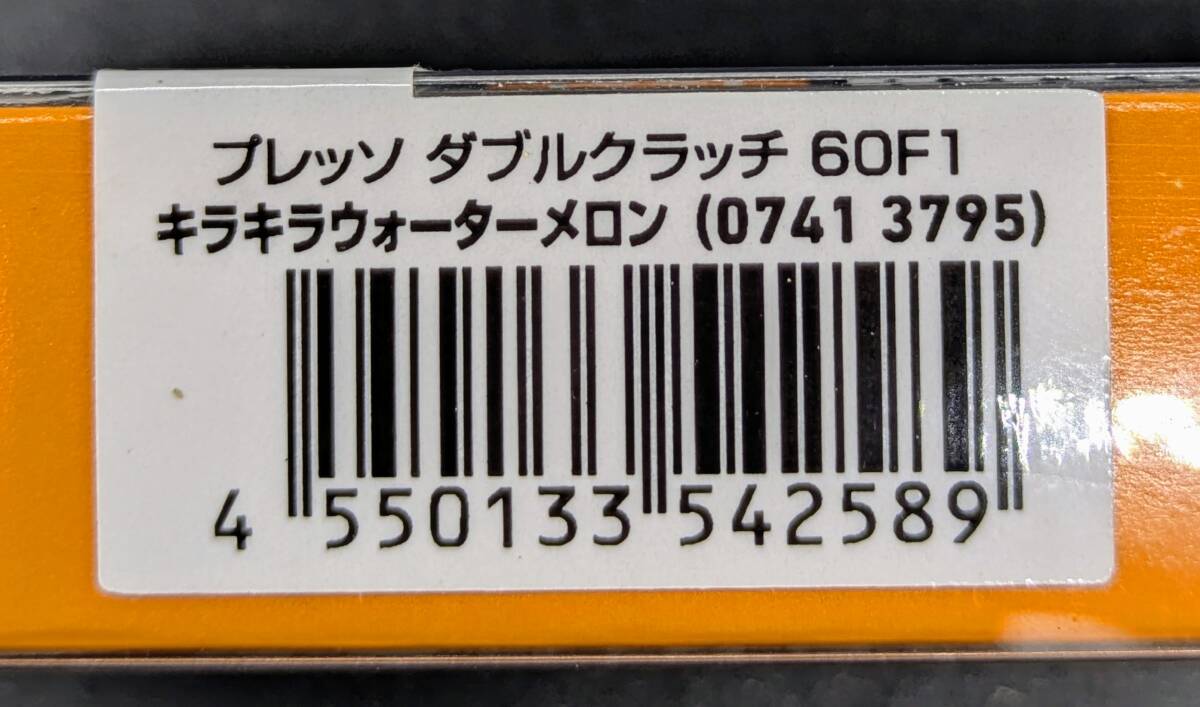 プレッソ ダブルクラッチ 60F1
キラキラウォーターメロン (0741 3795)
4 550133 542589